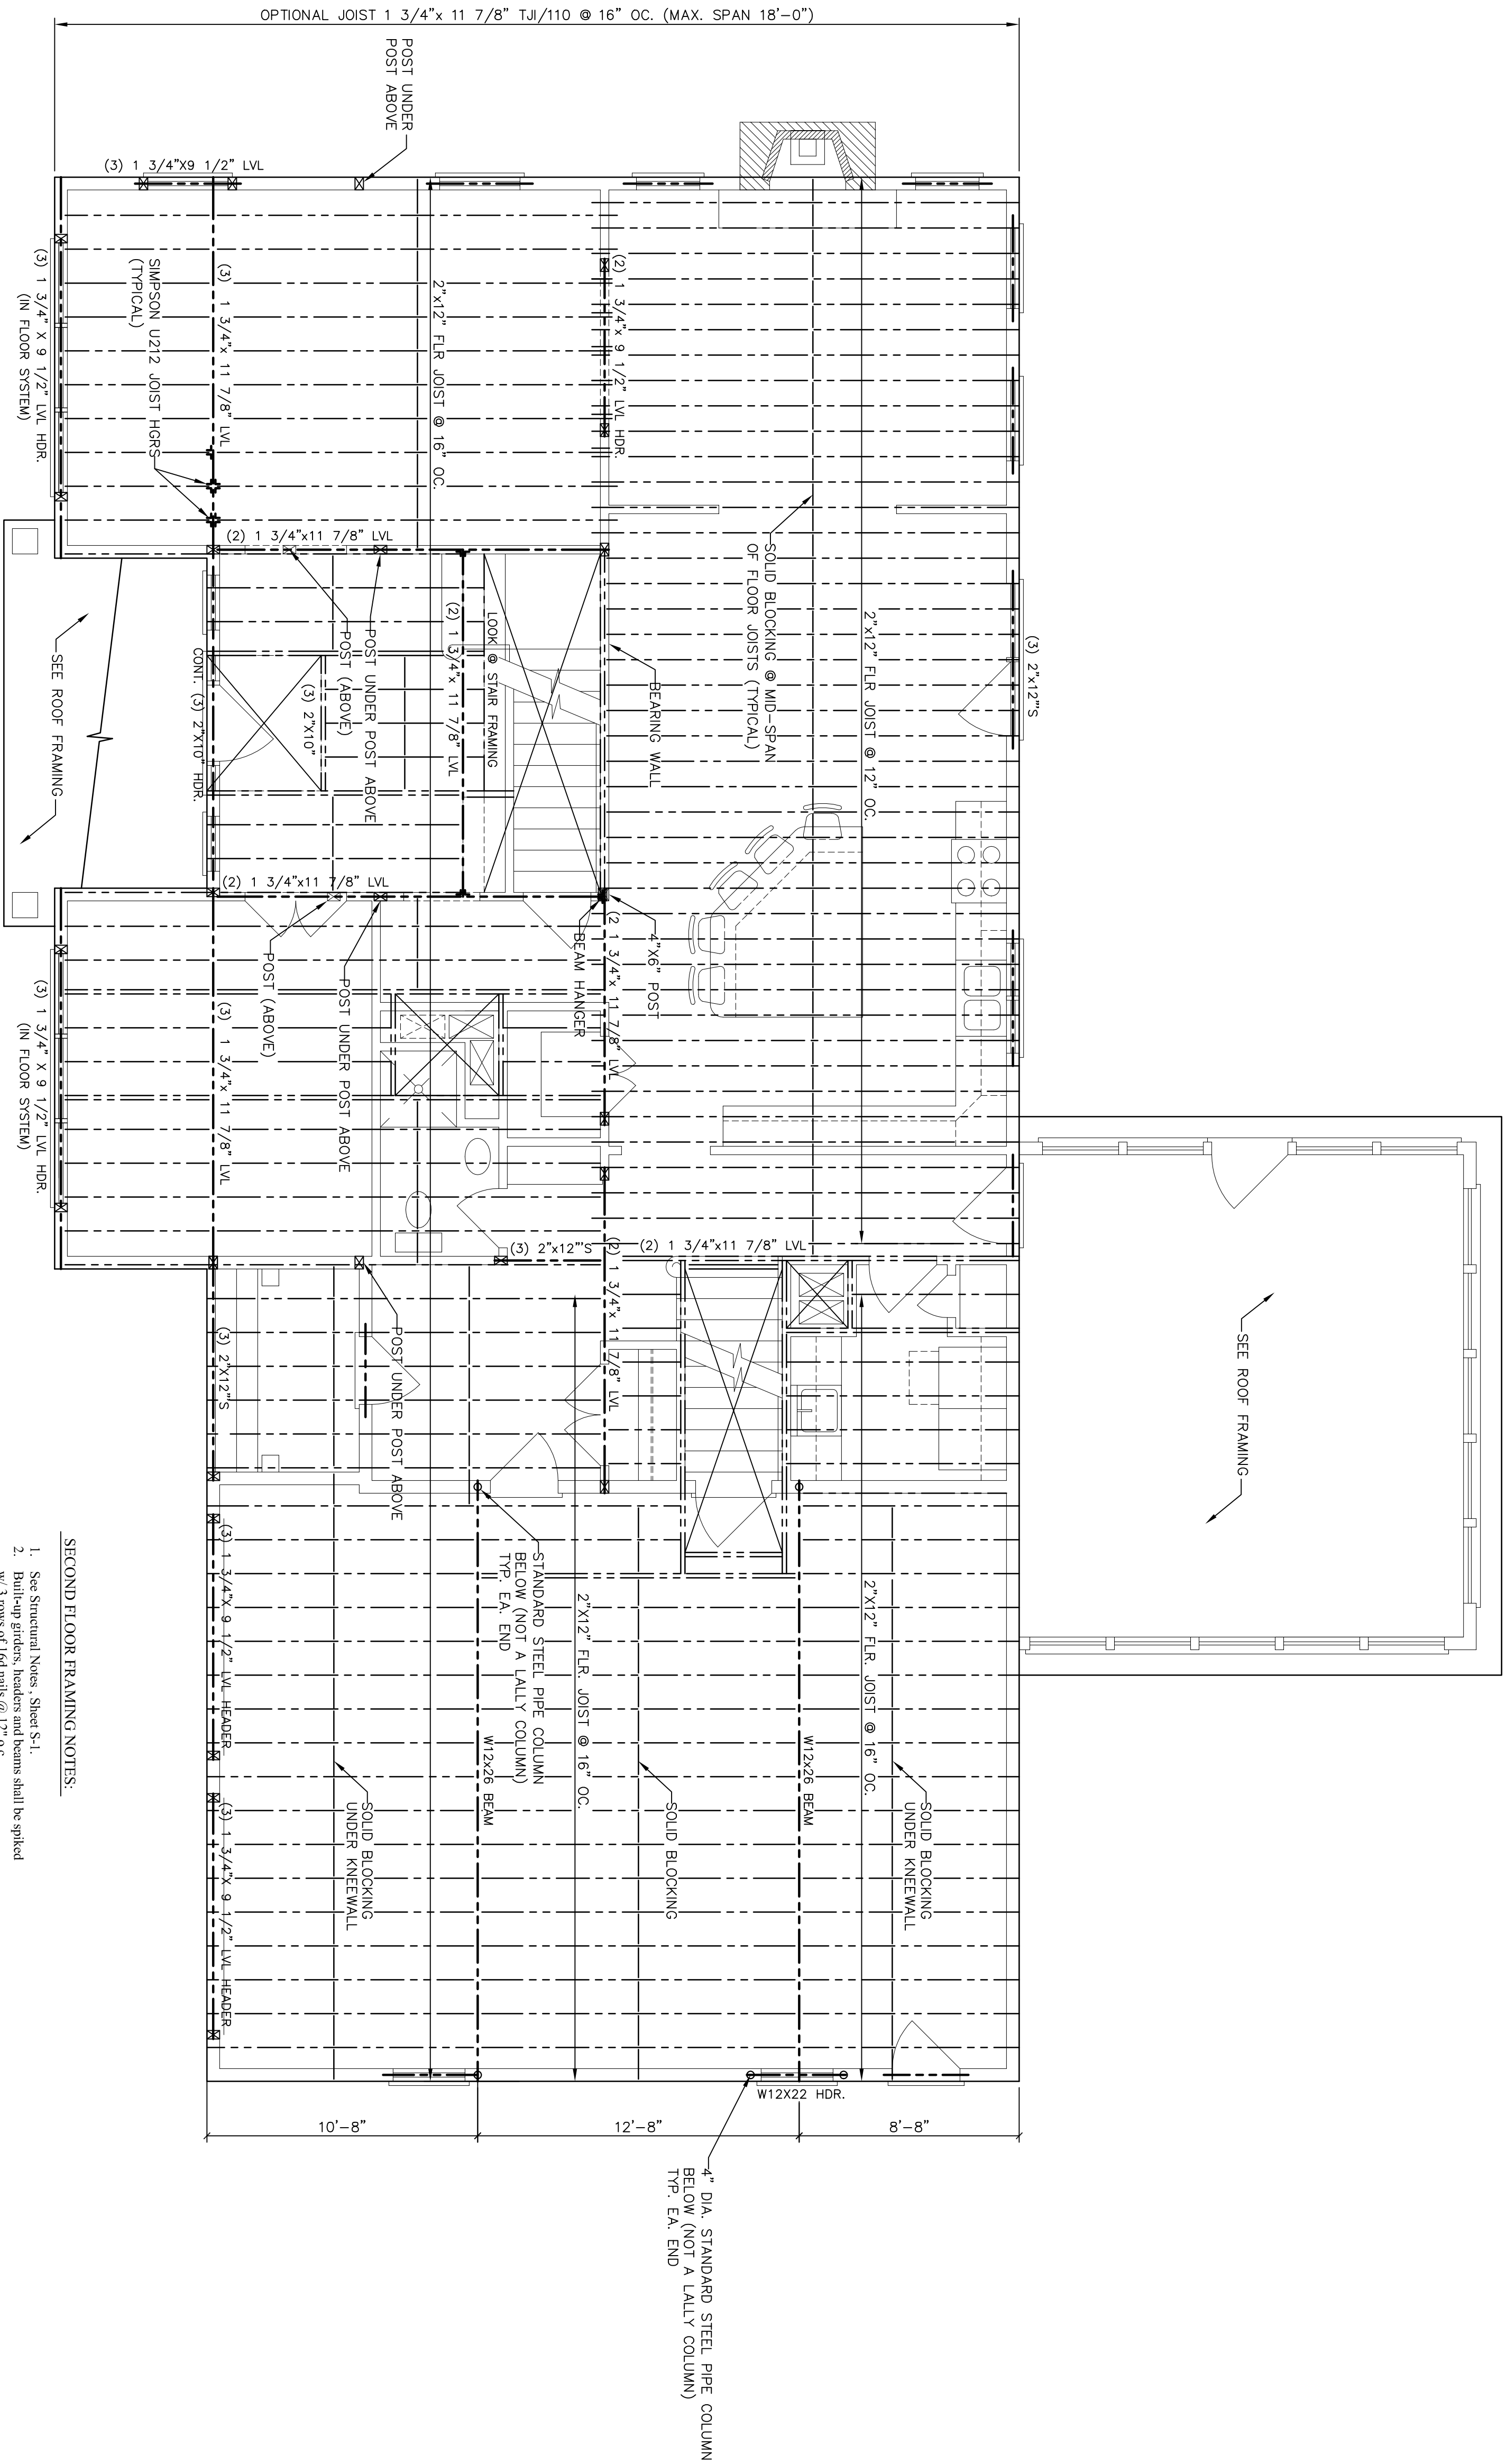 OPTIONAL JOIST 1 3/4"x 11 7/8" TJI/110 @ 16" OC. (MAX. SPAN 18'-0")
POST UNDER
POST ABOVE
(3) 1 3/4"X9 1/2" LVL
(3) 1 3/4" X 9 1/2" LVL HDR.
(IN FLOOR SYSTEM)
SIMPSON U212 JOIST HGRS
(TYPICAL)
(3) 1 3/4"x 11 7/8" LVL
2"x12" FLR JOIST @ 16" OC.
(2) 1 3/4"x 9 1/2" LVL HDR.
SOLID BLOCKING @ MID-SPAN
OF FLOOR JOISTS (TYPICAL)
2"x12" FLR JOIST @ 12" OC.
(3) 2"x12"'S
BEARING WALL
(2) 1 3/4"x11 7/8" LVL
LOOK @ STAIR FRAMING
(2) 1 3/4"x 11 7/8" LVL
POST UNDER POST ABOVE
POST (ABOVE)
(3) 2"X10"
CONT. (3) 2"X10" HDR.
SEE ROOF FRAMING
(2) 1 3/4"x11 7/8" LVL
4"X6" POST
BEAM HANGER
(2 1 3/4"x 11 7/8" LVL
POST UNDER POST ABOVE
POST (ABOVE)
(3) 1 3/4"x 11 7/8" LVL
(3) 1 3/4" X 9 1/2" LVL HDR.
(IN FLOOR SYSTEM)
(3) 2"x12"'S
(2) 1 3/4"x11 7/8" LVL
(2) 1 3/4"x 11 7/8" LVL
POST UNDER POST ABOVE
(3) 2"X12"'S
SEE ROOF FRAMING
STANDARD STEEL PIPE COLUMN
BELOW (NOT A LALLY COLUMN)
TYP. EA. END
2"X12" FLR. JOIST @ 16" OC.
2"X12" FLR. JOIST @ 16" OC.
(3) 1 3/4"X 9 1/2" LVL HEADER
W12x26 BEAM
W12x26 BEAM
SOLID BLOCKING
UNDER KNEEWALL
SOLID BLOCKING
SOLID BLOCKING
UNDER KNEEWALL
(3) 1 3/4"X 9 1/2" LVL HEADER
W12X22 HDR.
10'-8"
12'-8"
8'-8"
4" DIA. STANDARD STEEL PIPE COLUMN
BELOW (NOT A LALLY COLUMN)
TYP. EA. END
SECOND FLOOR FRAMING NOTES:
1. See Structural Notes , Sheet S-1.
2. Built-up girders, headers and beams shall be spiked
w/ 3 rows of 16d nails @ 12"